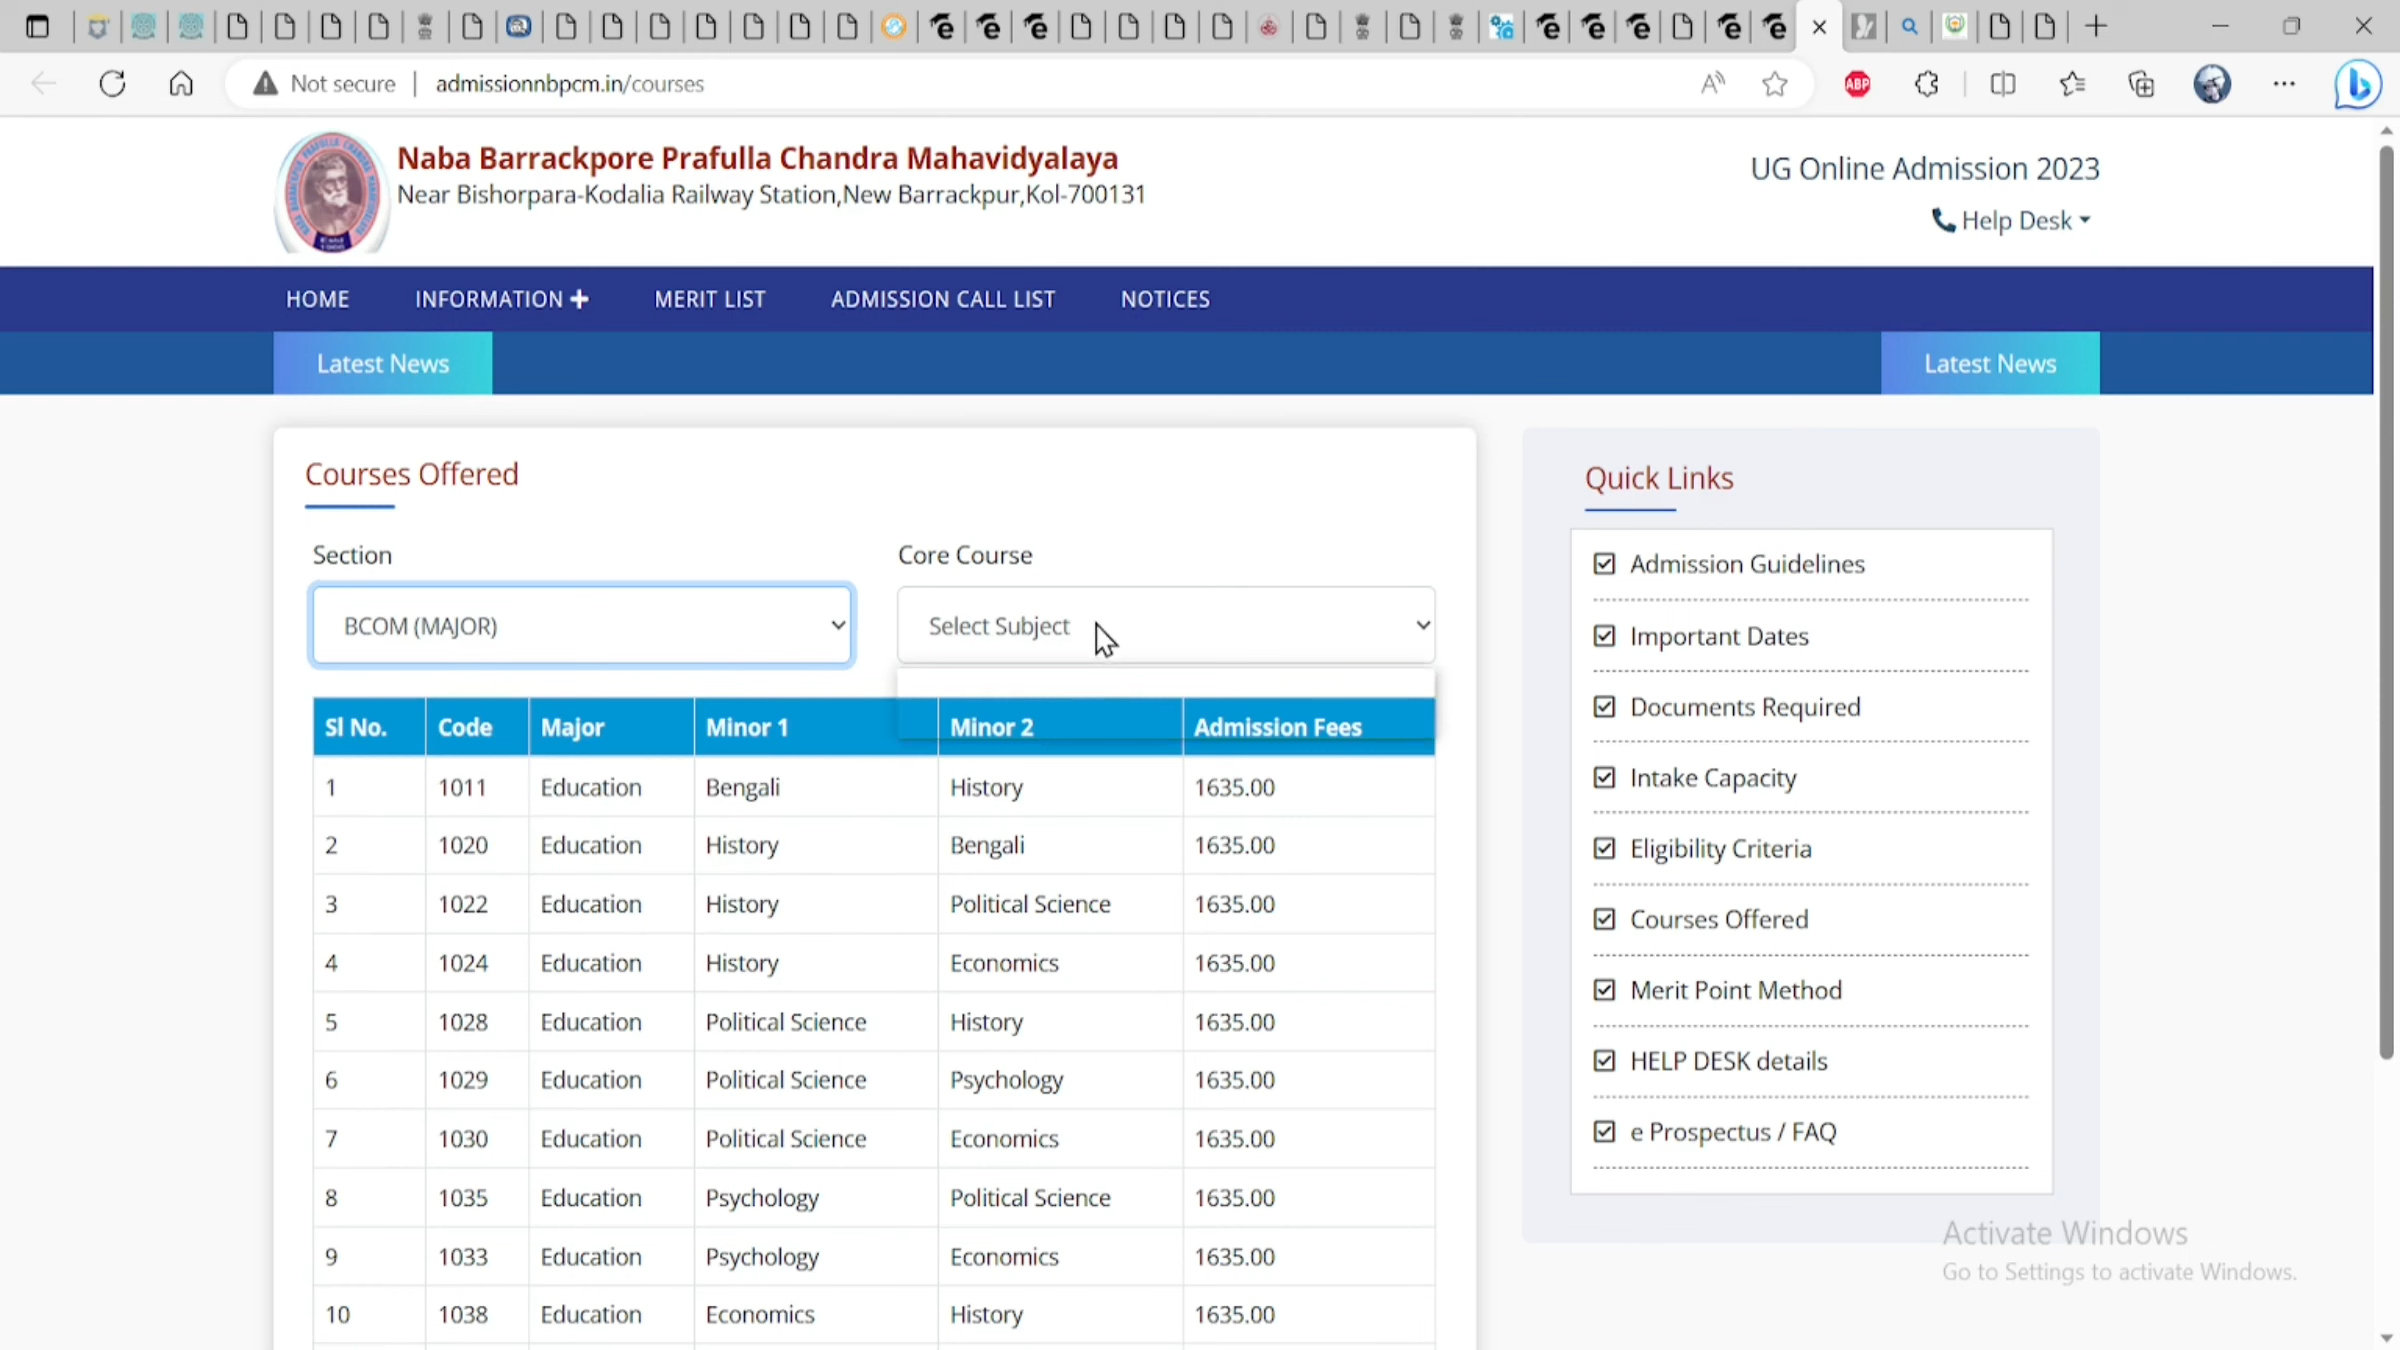 Not secure
admissionnbpcm.in/courses
ABP
Naba Barrackpore Prafulla Chandra Mahavidyalaya
Near Bishorpara-Kodalia Railway Station,New Barrackpur,Kol-700131
UG Online Admission 2023
Help Desk
HOME INFORMATION MERIT LIST ADMISSION CALL LIST NOTICES
Latest News
Latest News
Courses Offered
Section Core Course
BCOM (MAJOR) Select Subject
Sl No. Code Major Minor 1 Minor 2 Admission Fees
1 1011 Education Bengali History 1635.00
2 1020 Education History Bengali 1635.00
3 1022 Education History Political Science 1635.00
4 1024 Education History Economics 1635.00
5 1028 Education Political Science History 1635.00
6 1029 Education Political Science Psychology 1635.00
7 1030 Education Political Science Economics 1635.00
8 1035 Education Psychology Political Science 1635.00
9 1033 Education Psychology Economics 1635.00
10 1038 Education Economics History 1635.00
Quick Links
Admission Guidelines
Important Dates
Documents Required
Intake Capacity
Eligibility Criteria
Courses Offered
Merit Point Method
HELP DESK details
e Prospectus / FAQ
Activate Windows
Go to Settings to activate Windows.